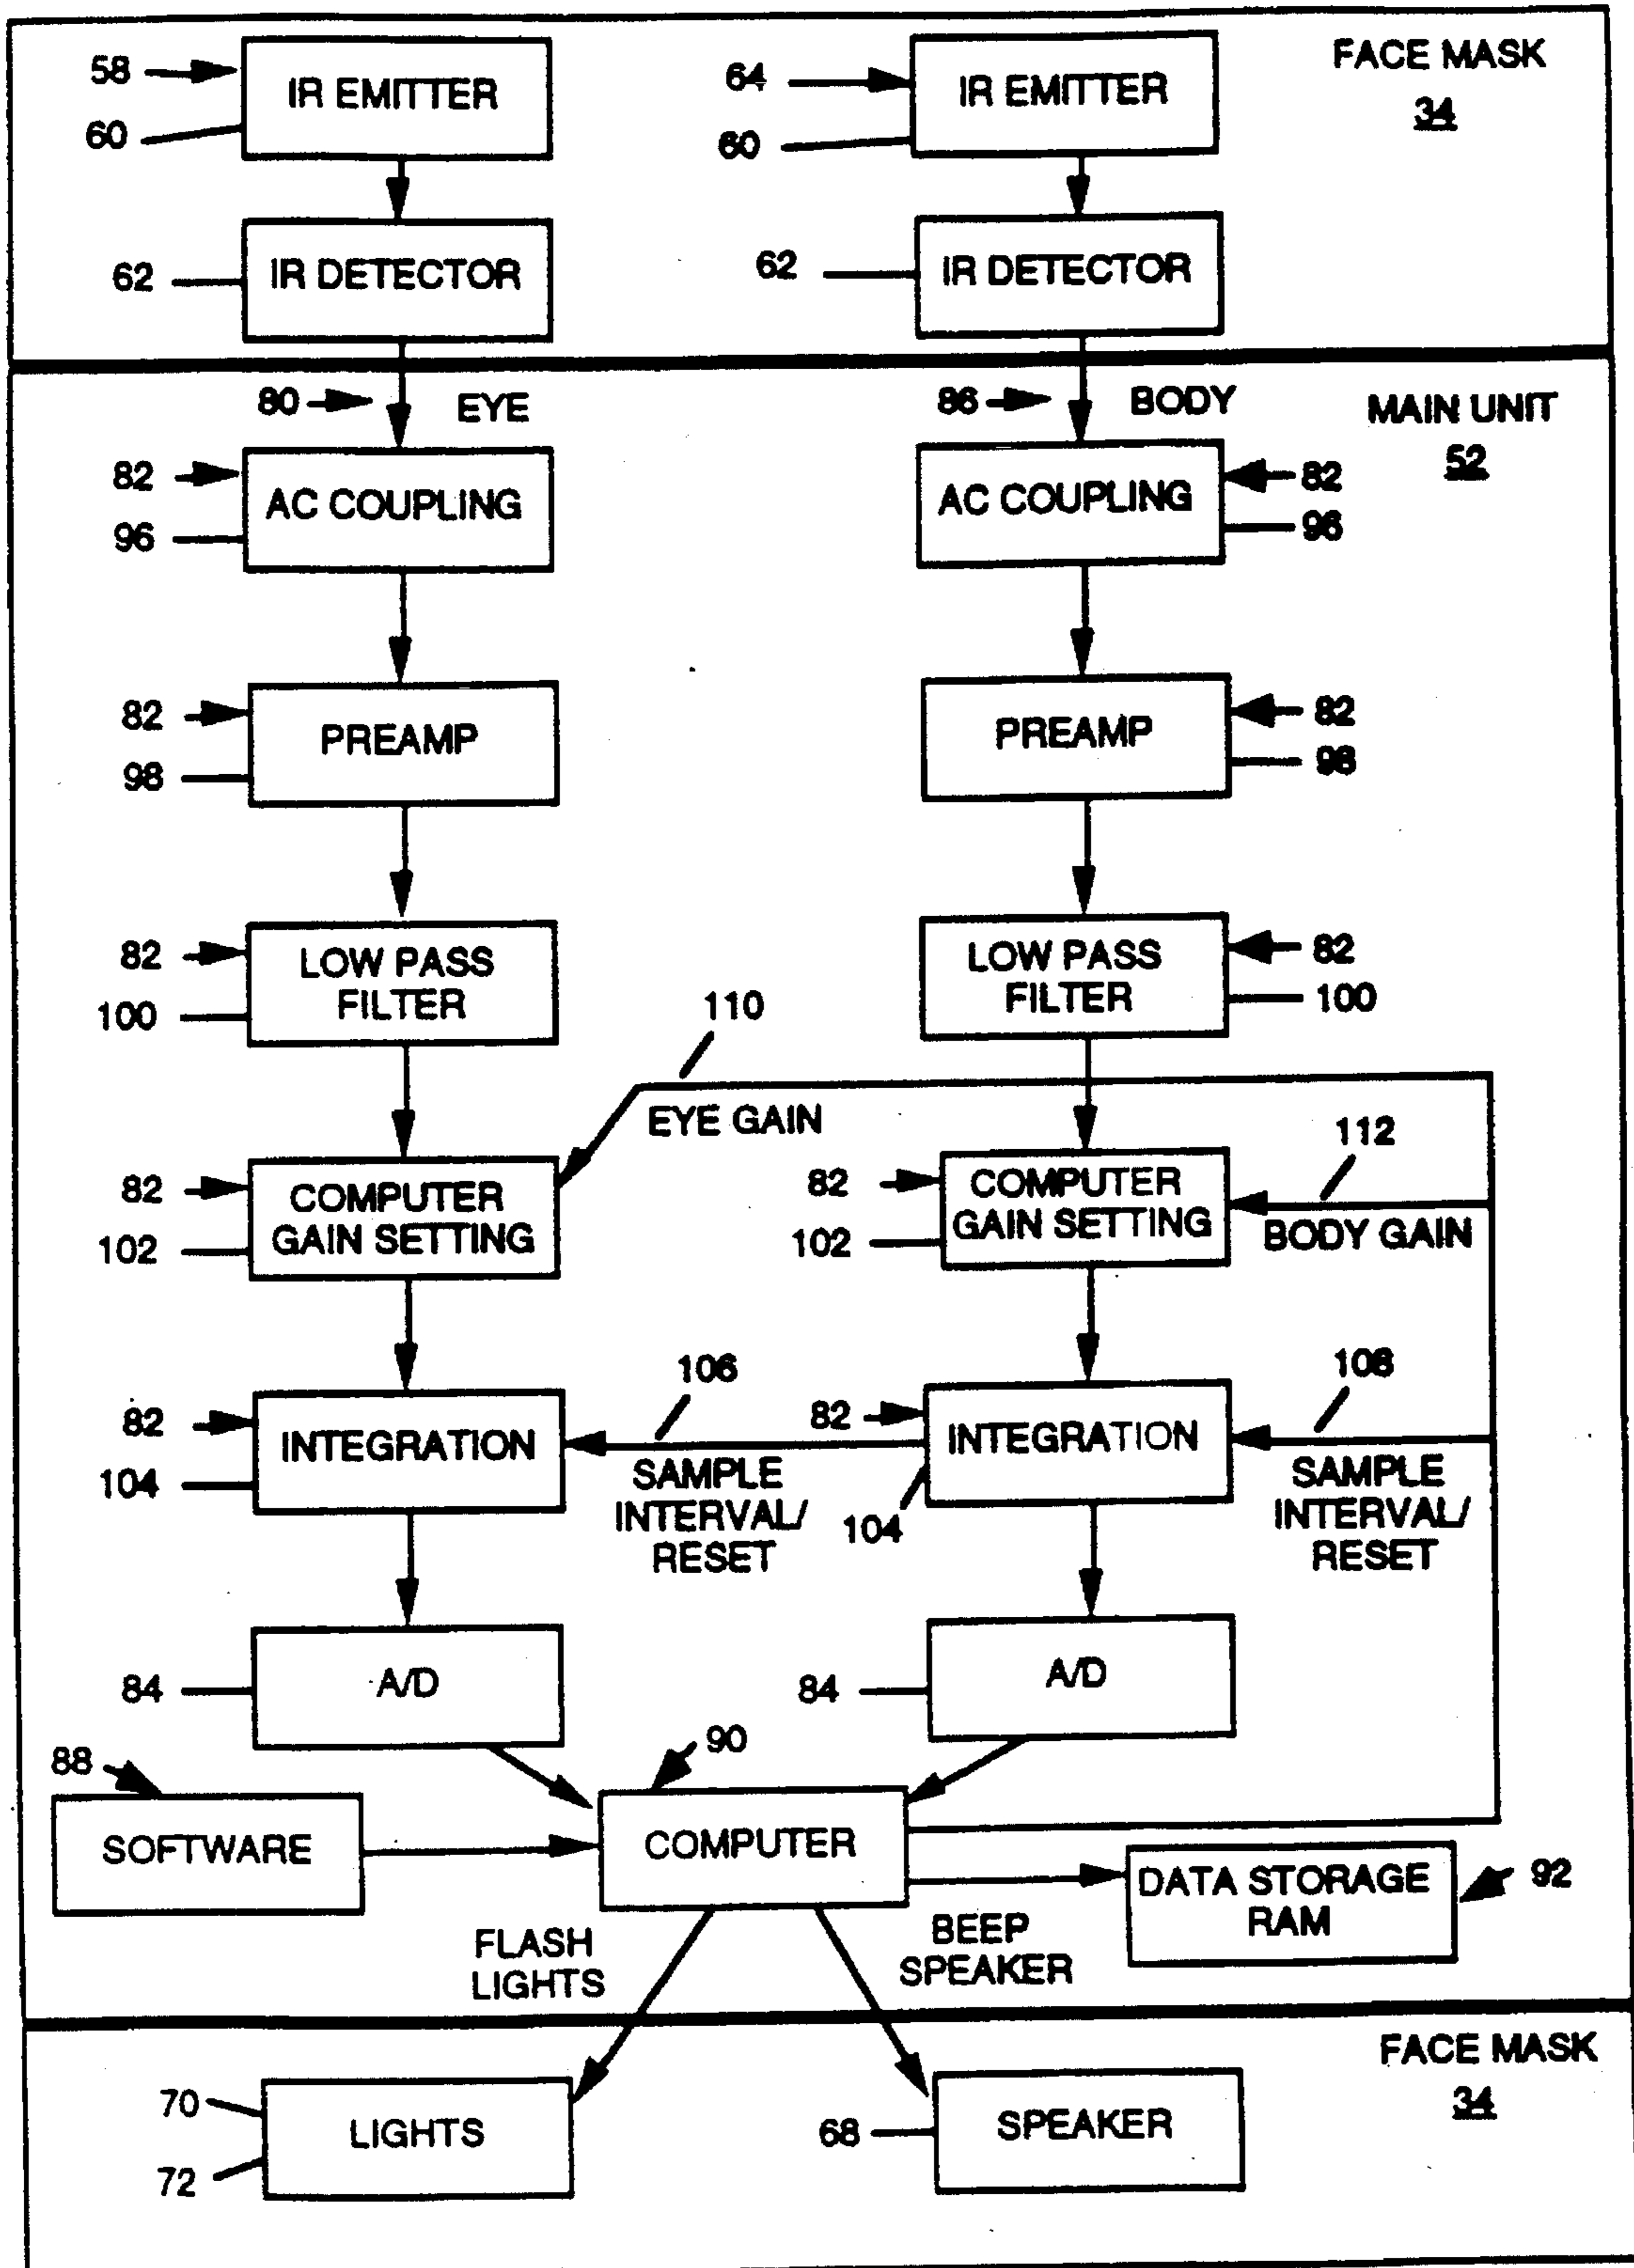 58
IR EMITTER
60
64
IR EMITTER
60
FACE MASK
34
62
IR DETECTOR
62
IR DETECTOR
80
EYE
86
BODY
MAIN UNIT
52
82
AC COUPLING
96
AC COUPLING
82
96
82
PREAMP
98
PREAMP
82
98
82
LOW PASS
FILTER
100
LOW PASS
FILTER
82
100
110
EYE GAIN
112
BODY GAIN
82
COMPUTER
GAIN SETTING
102
82
COMPUTER
GAIN SETTING
102
106
SAMPLE
INTERVAL/
RESET
108
SAMPLE
INTERVAL/
RESET
82
INTEGRATION
104
82
INTEGRATION
104
84
A/D
84
A/D
88
SOFTWARE
90
COMPUTER
DATA STORAGE
RAM
92
FLASH
LIGHTS
BEEP
SPEAKER
FACE MASK
34
70
LIGHTS
72
68
SPEAKER